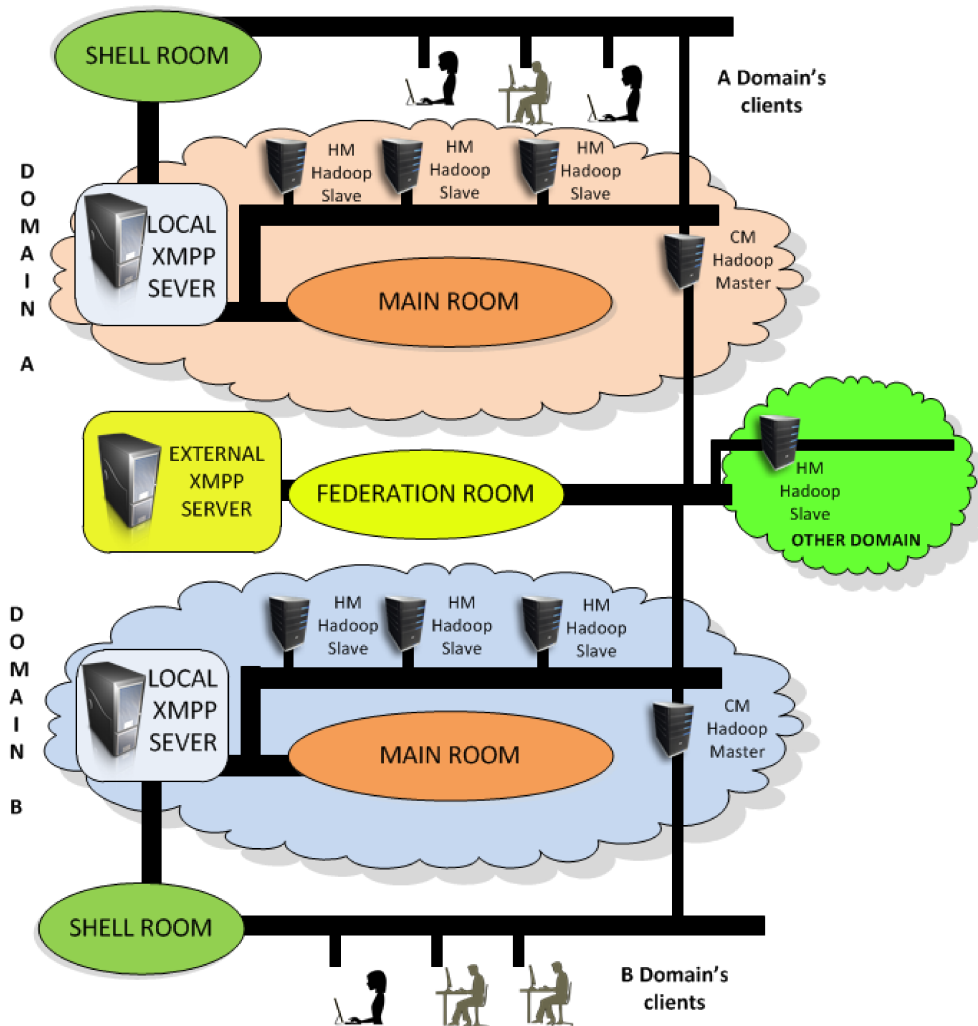 SHELL ROOM
A Domain's
clients
DOMAIN A
HM
Hadoop
Slave
HM
Hadoop
Slave
HM
Hadoop
Slave
LOCAL
XMPP
SEVER
CM
Hadoop
Master
MAIN ROOM
EXTERNAL
XMPP
SERVER
FEDERATION ROOM
HM
Hadoop
Slave
OTHER DOMAIN
DOMAIN B
HM
Hadoop
Slave
HM
Hadoop
Slave
HM
Hadoop
Slave
LOCAL
XMPP
SEVER
CM
Hadoop
Master
MAIN ROOM
SHELL ROOM
B Domain's
clients